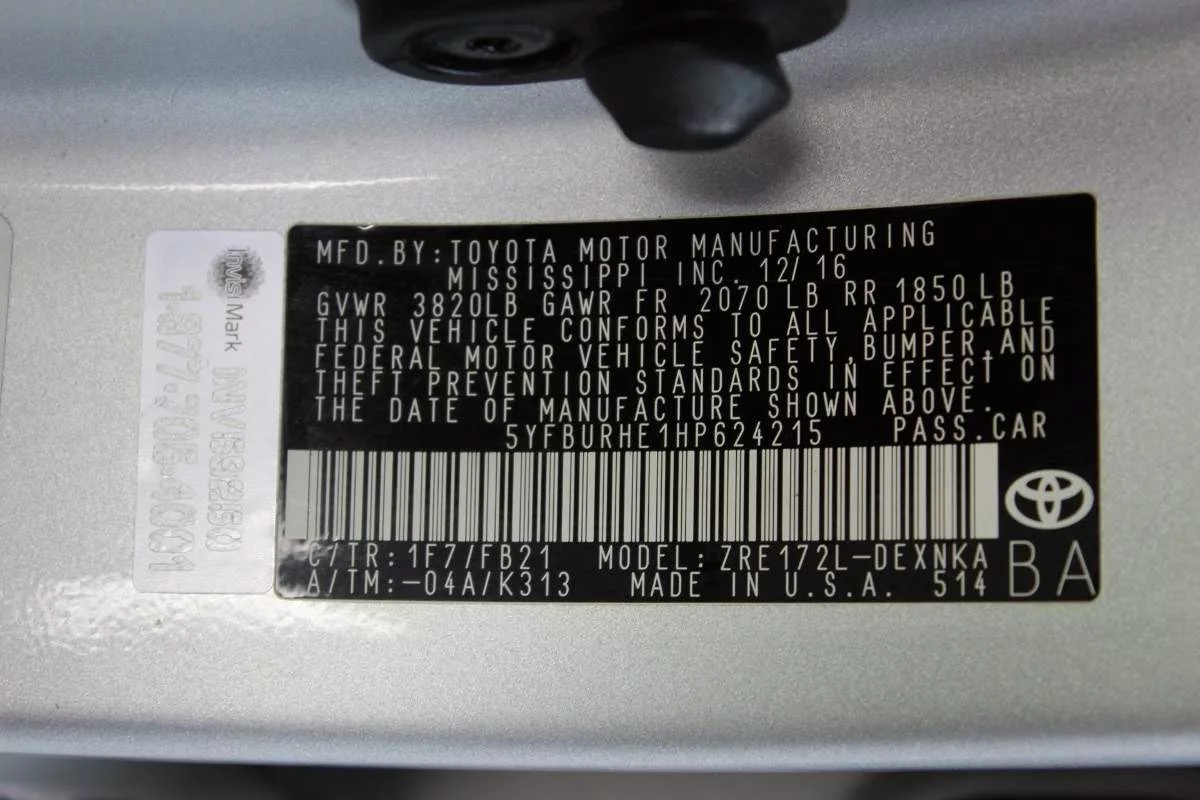 MFD.BY:TOYOTA MOTOR MANUFACTURING
MISSISSIPPI INC. 12/16
GVWR 3820LB GAWR FR 2070 LB RR 1850 LB
THIS VEHICLE CONFORMS TO ALL APPLICABLE
FEDERAL MOTOR VEHICLE SAFETY,BUMPER,AND
THEFT PREVENTION STANDARDS IN EFFECT ON
THE DATE OF MANUFACTURE SHOWN ABOVE.
5YFBURHE1HP624215 PASS.CAR
C/TR:1F7/FB21 MODEL:ZRE172L-DEXNKA
A/TM:-04A/K313 MADE IN U.S.A. 514
BA
Mark